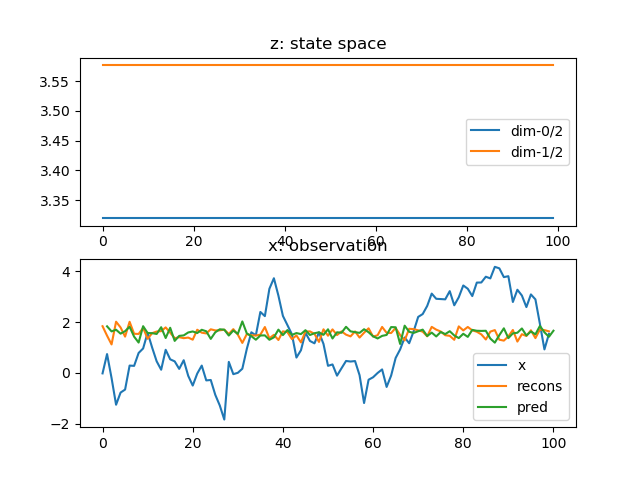 z: state space
3.55
3.50
3.45
3.40
3.35
dim-0/2
dim-1/2
0 20 40 60 80 100
x: observation
4
2
0
−2
x
recons
pred
0 20 40 60 80 100